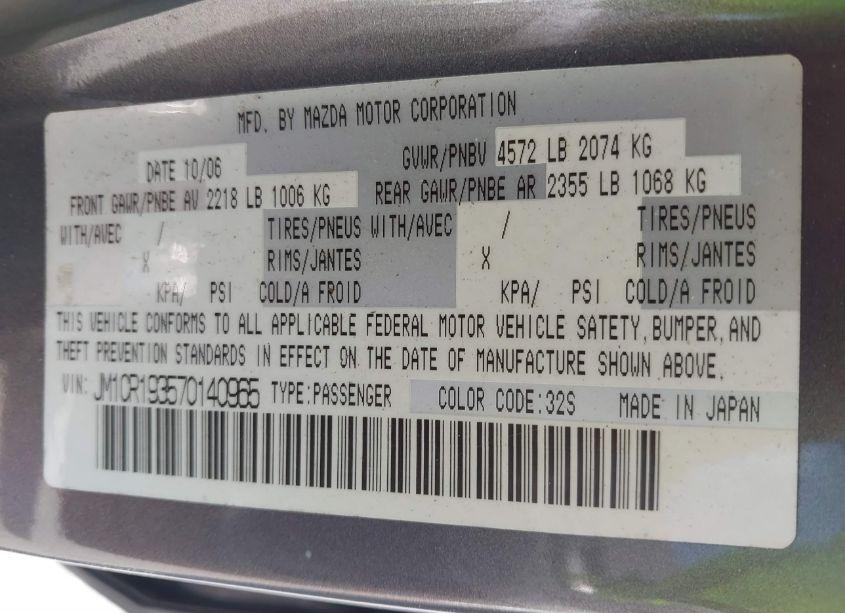 MFD. BY MAZDA MOTOR CORPORATION
DATE 10/06 GVWR/PNBV 4572 LB 2074 KG
FRONT GAWR/PNBE AV 2218 LB 1006 KG REAR GAWR/PNBE AR 2355 LB 1068 KG
WITH/AVEC / TIRES/PNEUS WITH/AVEC / TIRES/PNEUS
X RIMS/JANTES X RIMS/JANTES
KPA/ PSI COLD/A FROID KPA/ PSI COLD/A FROID
THIS VEHICLE CONFORMS TO ALL APPLICABLE FEDERAL MOTOR VEHICLE SATETY,BUMPER,AND
THEFT PREVENTION STANDARDS IN EFFECT ON THE DATE OF MANUFACTURE SHOWN ABOVE.
VIN: JM1CR193570140965 TYPE:PASSENGER COLOR CODE:32S MADE IN JAPAN